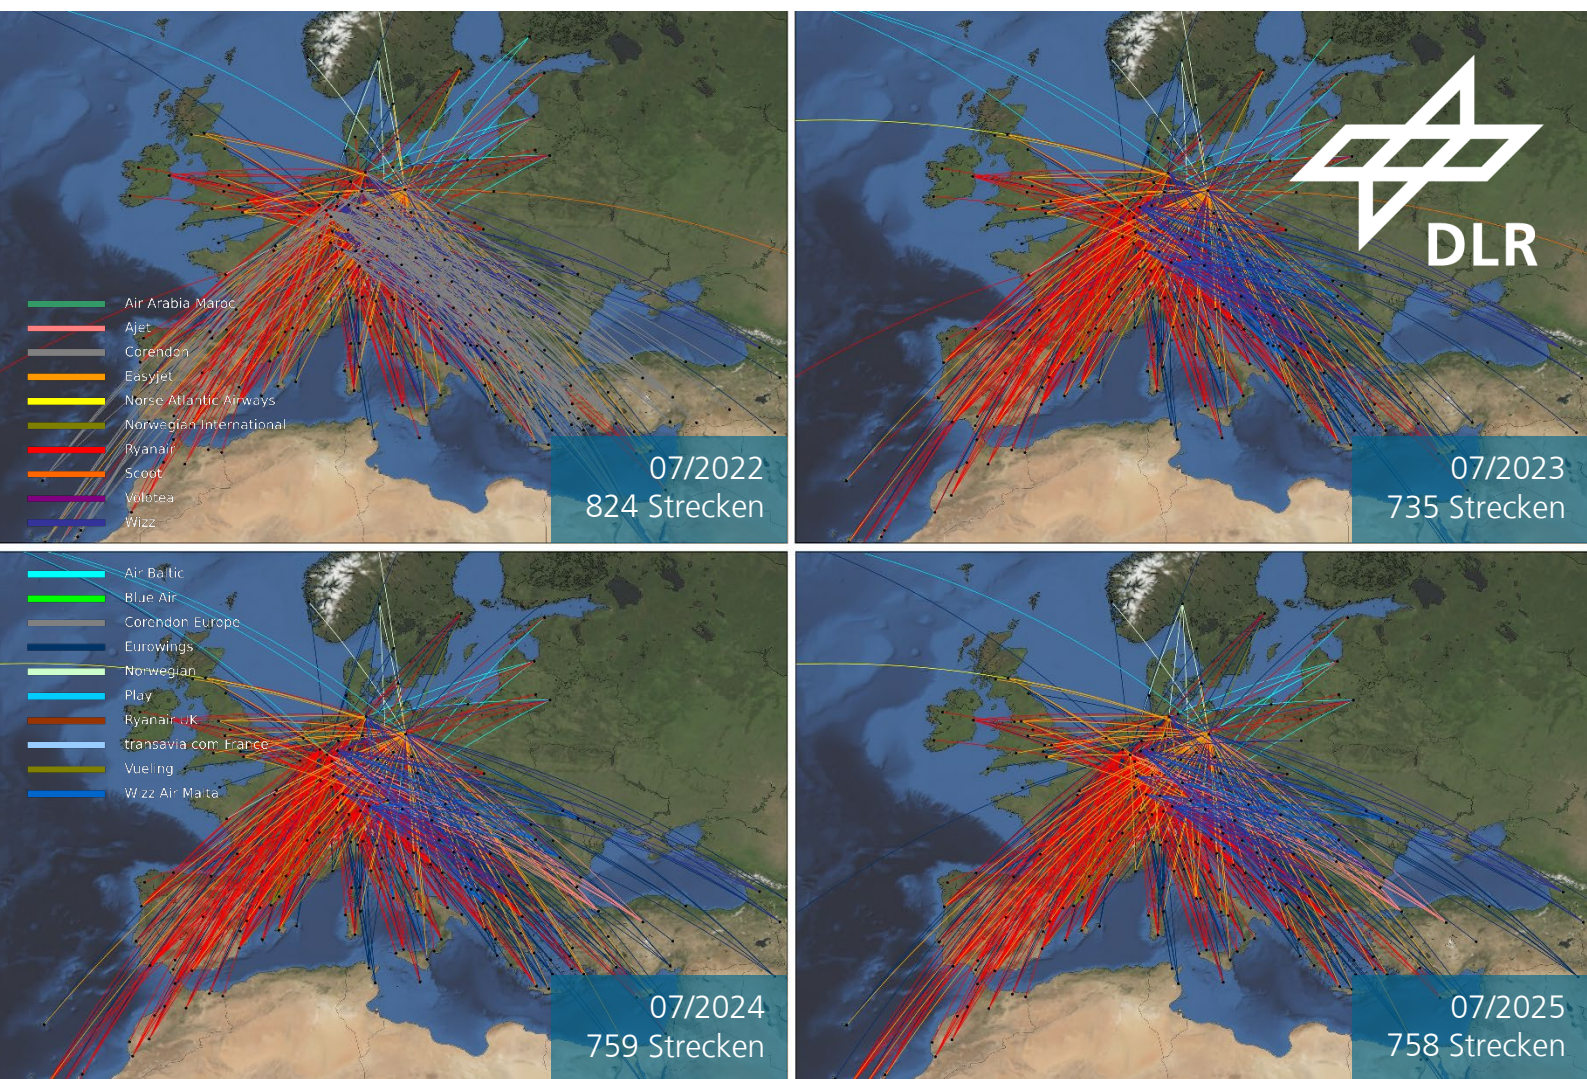 DLR
Air Arabia Maroc
Ajet
Corendon
Easyjet
Norse Atlantic Airways
Norwegian International
Ryanair
Scoot
Volotea
Wizz
07/2022
824 Strecken
07/2023
735 Strecken
Air Baltic
Blue Air
Corendon Europe
Eurowings
Norwegian
Play
Ryanair UK
transavia com France
Vueling
Wizz Air Malta
07/2024
759 Strecken
07/2025
758 Strecken